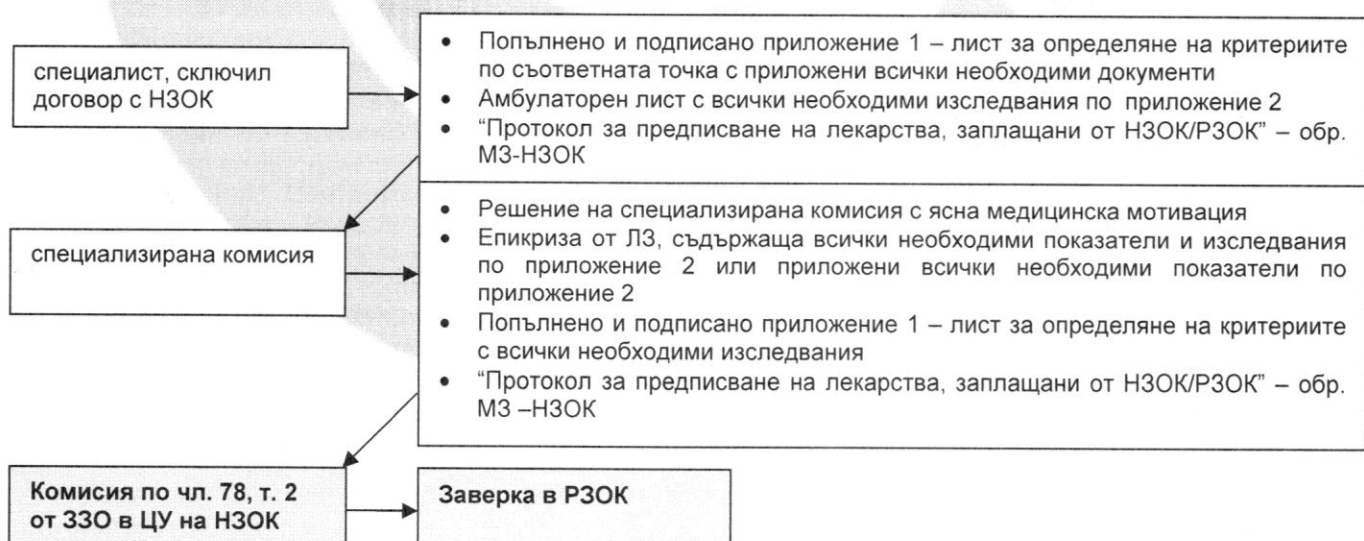 специалист, сключил
договор с НЗОК
• Попълнено и подписано приложение 1 – лист за определяне на критериите
по съответната точка с приложени всички необходими документи
• Амбулаторен лист с всички необходими изследвания по приложение 2
• “Протокол за предписване на лекарства, заплащани от НЗОК/РЗОК” – обр.
МЗ-НЗОК
специализирана комисия
• Решение на специализирана комисия с ясна медицинска мотивация
• Епикриза от ЛЗ, съдържаща всички необходими показатели и изследвания
по приложение 2 или приложени всички необходими показатели по
приложение 2
• Попълнено и подписано приложение 1 – лист за определяне на критериите
с всички необходими изследвания
• “Протокол за предписване на лекарства, заплащани от НЗОК/РЗОК” – обр.
МЗ –НЗОК
Комисия по чл. 78, т. 2
от ЗЗО в ЦУ на НЗОК
Заверка в РЗОК